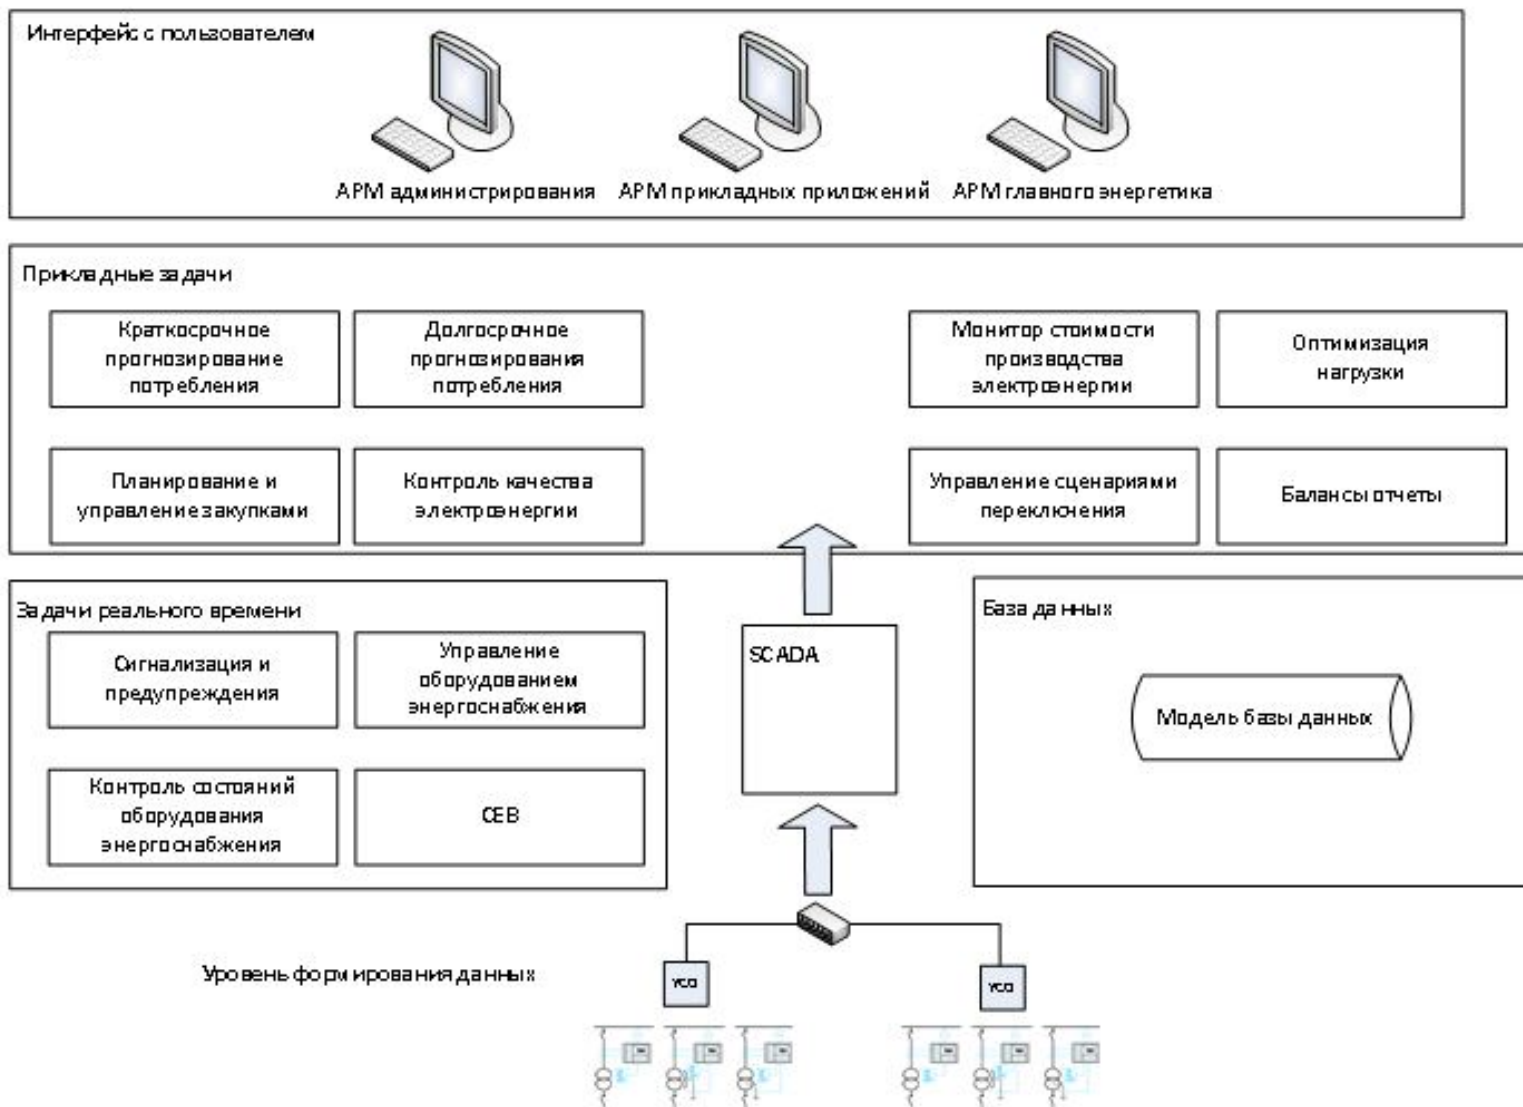 Интерфейс с пользователем
АРМ администрирования
АРМ прикладных приложений
АРМ главного энергетика
Прикладные задачи
Краткосрочное
прогнозирование
потребления
Долгосрочное
прогнозирования
потребления
Монитор стоимости
производства
электроэнергии
Оптимизация
нагрузки
Планирование и
управление закупками
Контроль качества
электроэнергии
Управление сценариями
переключения
Балансы отчеты
Задачи реального времени
Сигнализация и
предупреждения
Управление
оборудованием
энергоснабжения
Контроль состояний
оборудования
энергоснабжения
СЕВ
SCADA
База данных
Модель базы данных
Уровень формирования данных
УСО
УСО